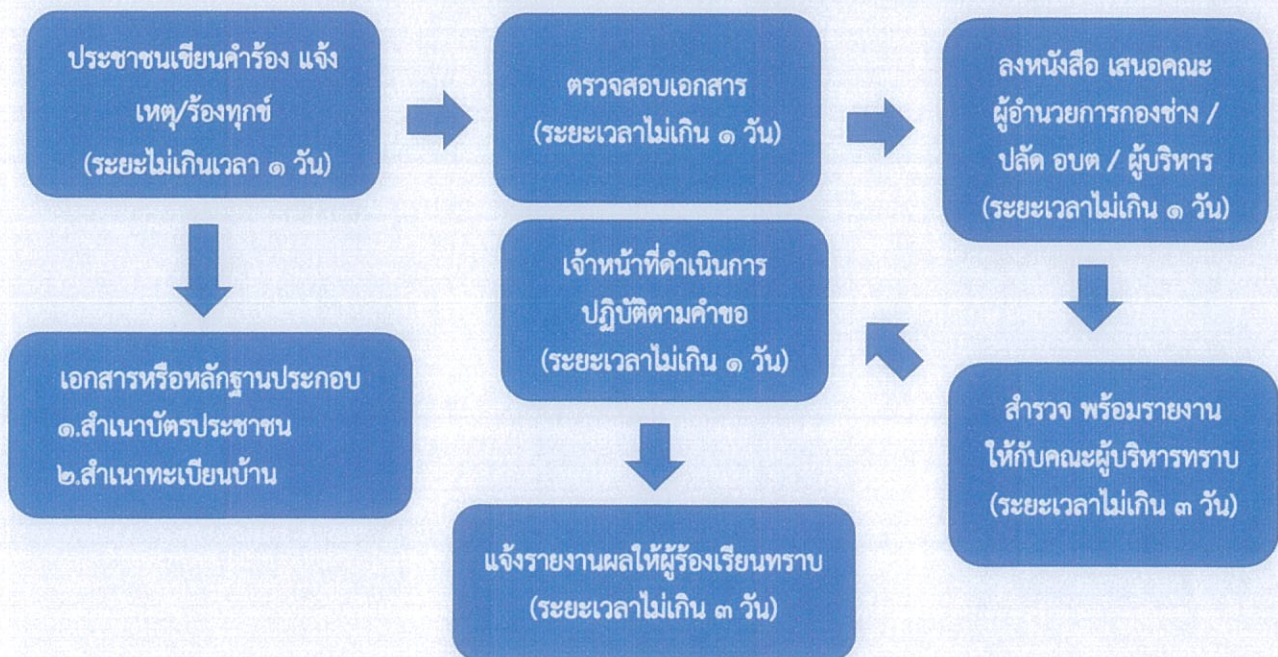 ประชาชนเขียนคำร้อง แจ้ง
เหตุ/ร้องทุกข์
(ระยะไม่เกินเวลา ๑ วัน)
ตรวจสอบเอกสาร
(ระยะเวลาไม่เกิน ๑ วัน)
ลงหนังสือ เสนอคณะ
ผู้อำนวยการกองช่าง /
ปลัด อบต / ผู้บริหาร
(ระยะเวลาไม่เกิน ๑ วัน)
เอกสารหรือหลักฐานประกอบ
๑.สำเนาบัตรประชาชน
๒.สำเนาทะเบียนบ้าน
เจ้าหน้าที่ดำเนินการ
ปฏิบัติตามคำขอ
(ระยะเวลาไม่เกิน ๑ วัน)
สำรวจ พร้อมรายงาน
ให้กับคณะผู้บริหารทราบ
(ระยะเวลาไม่เกิน ๓ วัน)
แจ้งรายงานผลให้ผู้ร้องเรียนทราบ
(ระยะเวลาไม่เกิน ๓ วัน)